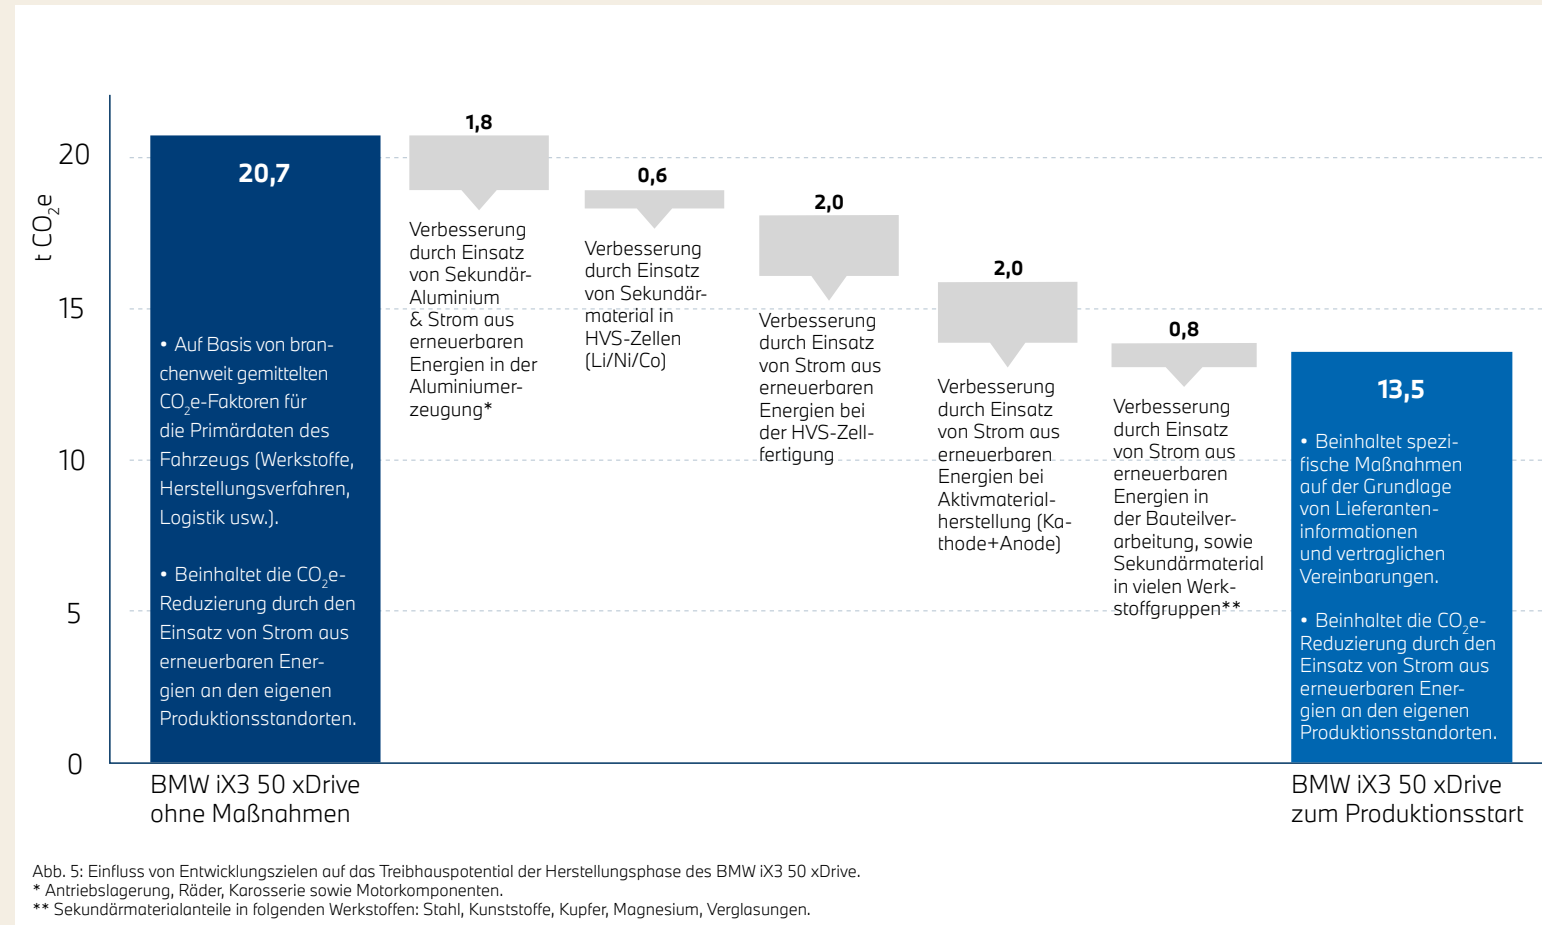 t CO₂e
20
15
10
5
0
20,7
• Auf Basis von bran-
chenweit gemittelten
CO₂e-Faktoren für
die Primärdaten des
Fahrzeugs (Werkstoffe,
Herstellungsverfahren,
Logistik usw.).
• Beinhaltet die CO₂e-
Reduzierung durch den
Einsatz von Strom aus
erneuerbaren Ener-
gien an den eigenen
Produktionsstandorten.
BMW iX3 50 xDrive
ohne Maßnahmen
1,8
Verbesserung
durch Einsatz
von Sekundär-
Aluminium
& Strom aus
erneuerbaren
Energien in der
Aluminiumer-
zeugung*
0,6
Verbesserung
durch Einsatz
von Sekundär-
material in
HVS-Zellen
(Li/Ni/Co)
2,0
Verbesserung
durch Einsatz
von Strom aus
erneuerbaren
Energien bei
der HVS-Zell-
fertigung
2,0
Verbesserung
durch Einsatz
von Strom aus
erneuerbaren
Energien bei
Aktivmaterial-
herstellung (Ka-
thode+Anode)
0,8
Verbesserung
durch Einsatz
von Strom aus
erneuerbaren
Energien in
der Bauteilver-
arbeitung, sowie
Sekundärmaterial
in vielen Werk-
stoffgruppen**
13,5
• Beinhaltet spezi-
fische Maßnahmen
auf der Grundlage
von Lieferanten-
informationen
und vertraglichen
Vereinbarungen.
• Beinhaltet die CO₂e-
Reduzierung durch den
Einsatz von Strom aus
erneuerbaren Ener-
gien an den eigenen
Produktionsstandorten.
BMW iX3 50 xDrive
zum Produktionsstart
Abb. 5: Einfluss von Entwicklungszielen auf das Treibhauspotential der Herstellungsphase des BMW iX3 50 xDrive.
* Antriebslagerung, Räder, Karosserie sowie Motorkomponenten.
** Sekundärmaterialanteile in folgenden Werkstoffen: Stahl, Kunststoffe, Kupfer, Magnesium, Verglasungen.